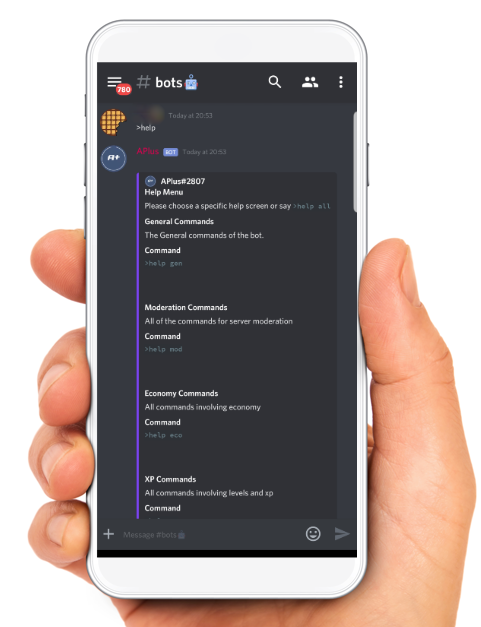 # bots
780
Today at 20:53
>help
A+
APlus BOT Today at 20:53
A+ APlus#2807
Help Menu
Please choose a specific help screen or say >help all
General Commands
The General commands of the bot.
Command
>help gen
Moderation Commands
All of the commands for server moderation
Command
>help mod
Economy Commands
All commands involving economy
Command
>help eco
XP Commands
All commands involving levels and xp
Command
Message #bots